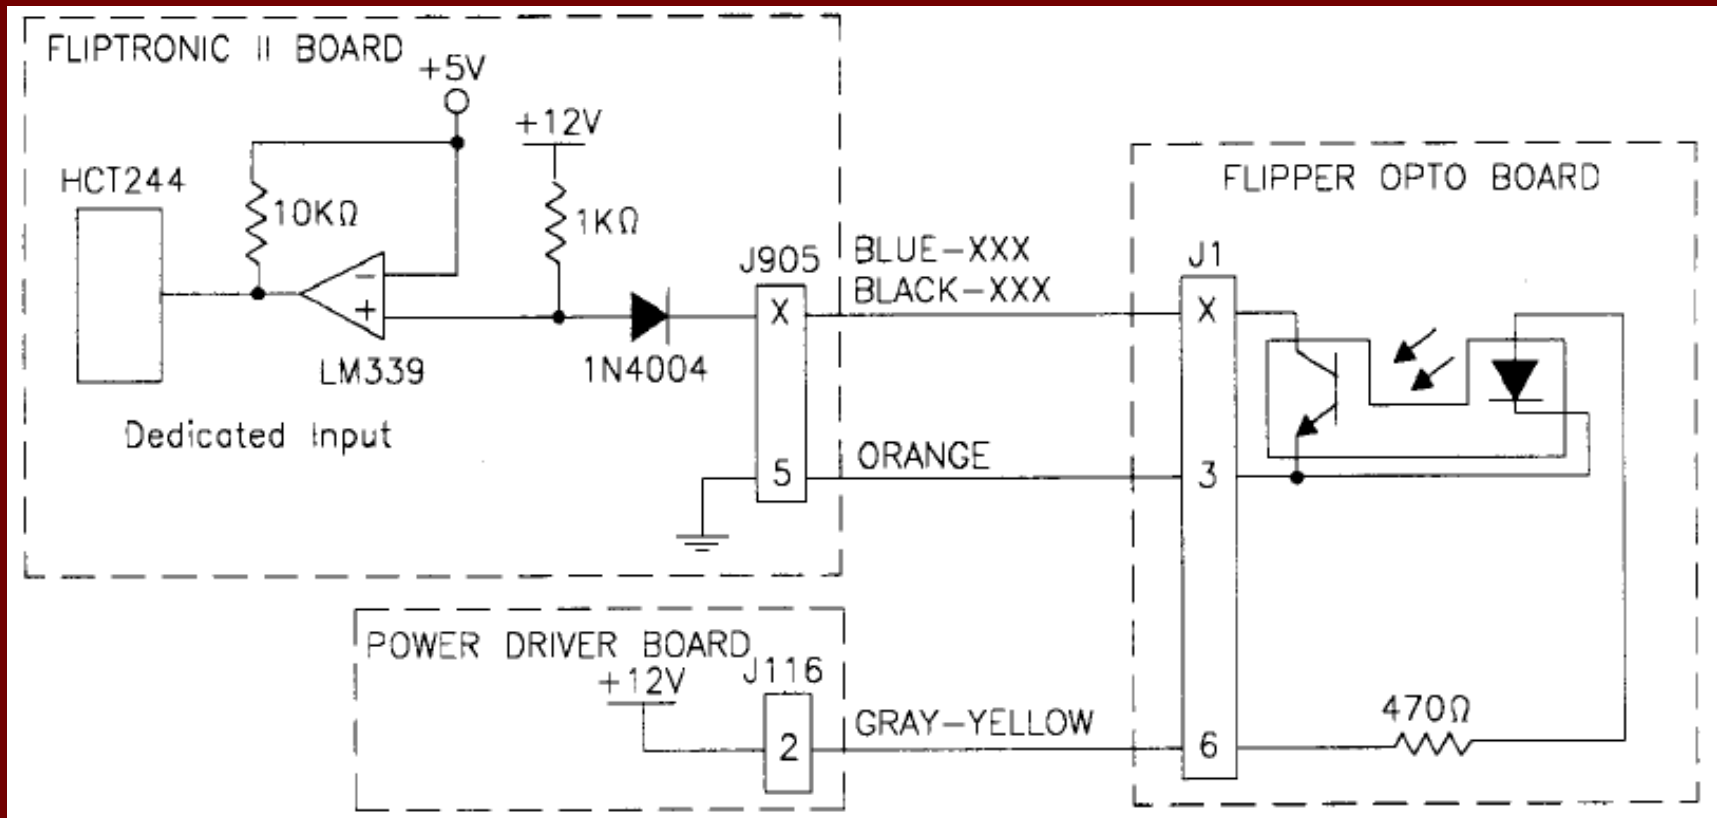 FLIPTRONIC II BOARD
+5V
+12V
HCT244
10KΩ
1KΩ
−
+
LM339
1N4004
Dedicated Input
J905
X
5
BLUE-XXX
BLACK-XXX
ORANGE
FLIPPER OPTO BOARD
J1
X
3
6
470Ω
POWER DRIVER BOARD
+12V
J116
2
GRAY-YELLOW